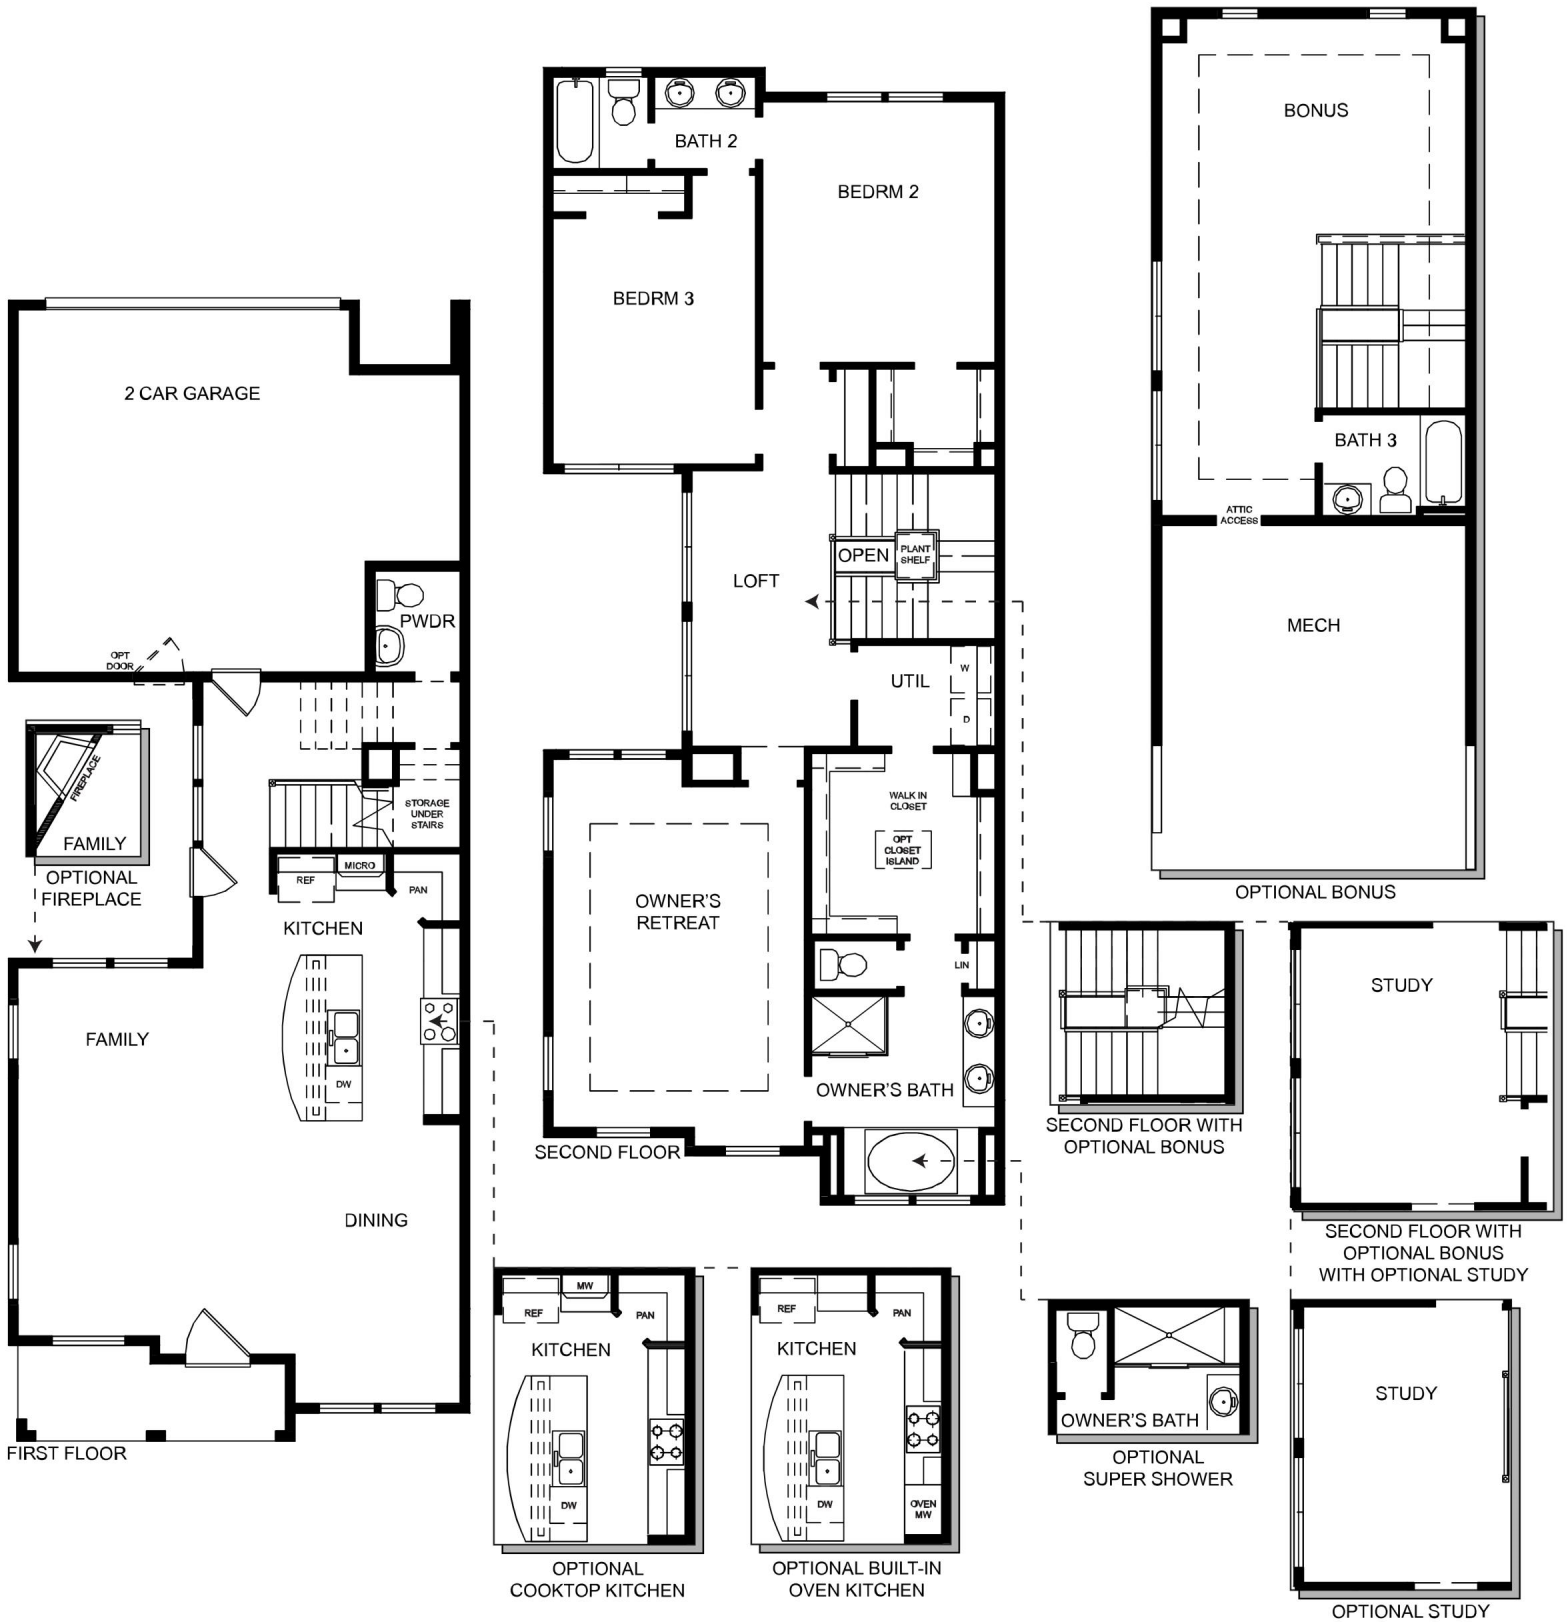 2 CAR GARAGE
PWDR
OPT
DOOR
FIREPLACE
FAMILY
OPTIONAL
FIREPLACE
STORAGE
UNDER
STAIRS
REF
MICRO
PAN
KITCHEN
DW
FAMILY
DINING
FIRST FLOOR
BATH 2
BEDRM 2
BEDRM 3
OPEN
PLANT
SHELF
LOFT
UTIL
W
D
WALK IN
CLOSET
OPT
CLOSET
ISLAND
OWNER'S
RETREAT
LIN
OWNER'S BATH
SECOND FLOOR
BONUS
BATH 3
ATTIC
ACCESS
MECH
OPTIONAL BONUS
SECOND FLOOR WITH
OPTIONAL BONUS
STUDY
SECOND FLOOR WITH
OPTIONAL BONUS
WITH OPTIONAL STUDY
REF
MW
PAN
KITCHEN
DW
OPTIONAL
COOKTOP KITCHEN
REF
PAN
KITCHEN
DW
OVEN
MW
OPTIONAL BUILT-IN
OVEN KITCHEN
OWNER'S BATH
OPTIONAL
SUPER SHOWER
STUDY
OPTIONAL STUDY